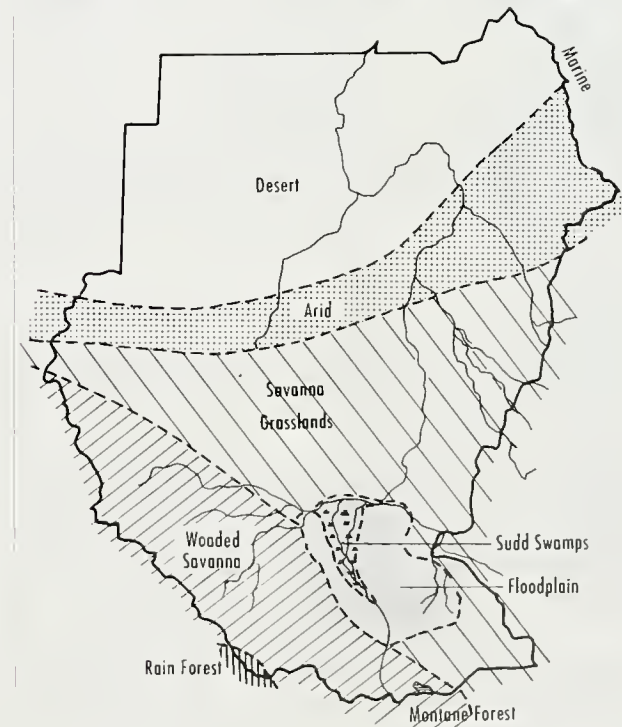 Marine
Desert
Arid
Savanna
Grasslands
Wooded
Savanna
Sudd Swamps
Floodplain
Rain Forest
Montane Forest